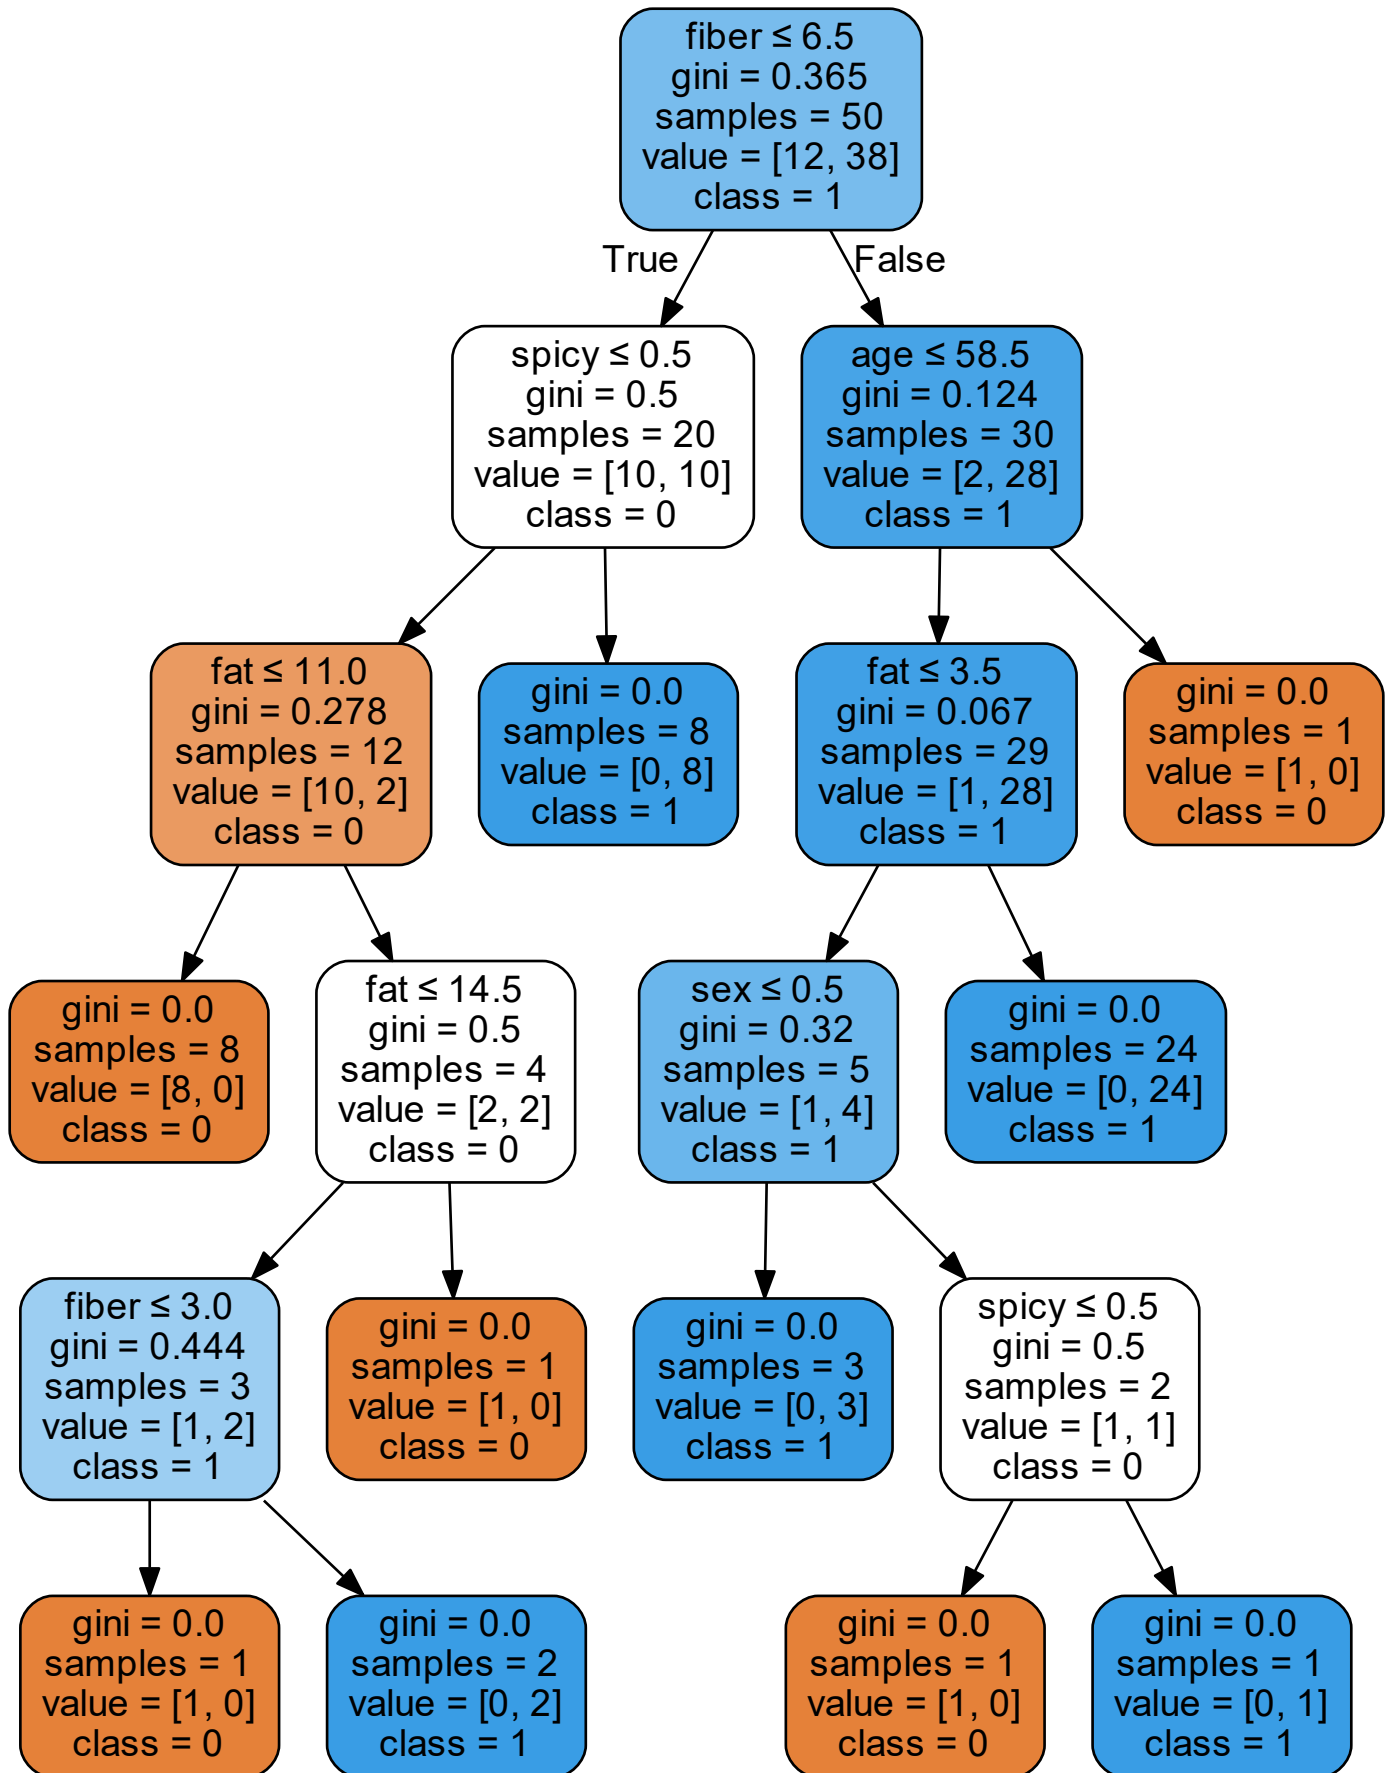 fiber ≤ 6.5
gini = 0.365
samples = 50
value = [12, 38]
class = 1
True
False
spicy ≤ 0.5
gini = 0.5
samples = 20
value = [10, 10]
class = 0
age ≤ 58.5
gini = 0.124
samples = 30
value = [2, 28]
class = 1
fat ≤ 11.0
gini = 0.278
samples = 12
value = [10, 2]
class = 0
gini = 0.0
samples = 8
value = [0, 8]
class = 1
fat ≤ 3.5
gini = 0.067
samples = 29
value = [1, 28]
class = 1
gini = 0.0
samples = 1
value = [1, 0]
class = 0
gini = 0.0
samples = 8
value = [8, 0]
class = 0
fat ≤ 14.5
gini = 0.5
samples = 4
value = [2, 2]
class = 0
sex ≤ 0.5
gini = 0.32
samples = 5
value = [1, 4]
class = 1
gini = 0.0
samples = 24
value = [0, 24]
class = 1
fiber ≤ 3.0
gini = 0.444
samples = 3
value = [1, 2]
class = 1
gini = 0.0
samples = 1
value = [1, 0]
class = 0
gini = 0.0
samples = 3
value = [0, 3]
class = 1
spicy ≤ 0.5
gini = 0.5
samples = 2
value = [1, 1]
class = 0
gini = 0.0
samples = 1
value = [1, 0]
class = 0
gini = 0.0
samples = 2
value = [0, 2]
class = 1
gini = 0.0
samples = 1
value = [1, 0]
class = 0
gini = 0.0
samples = 1
value = [0, 1]
class = 1